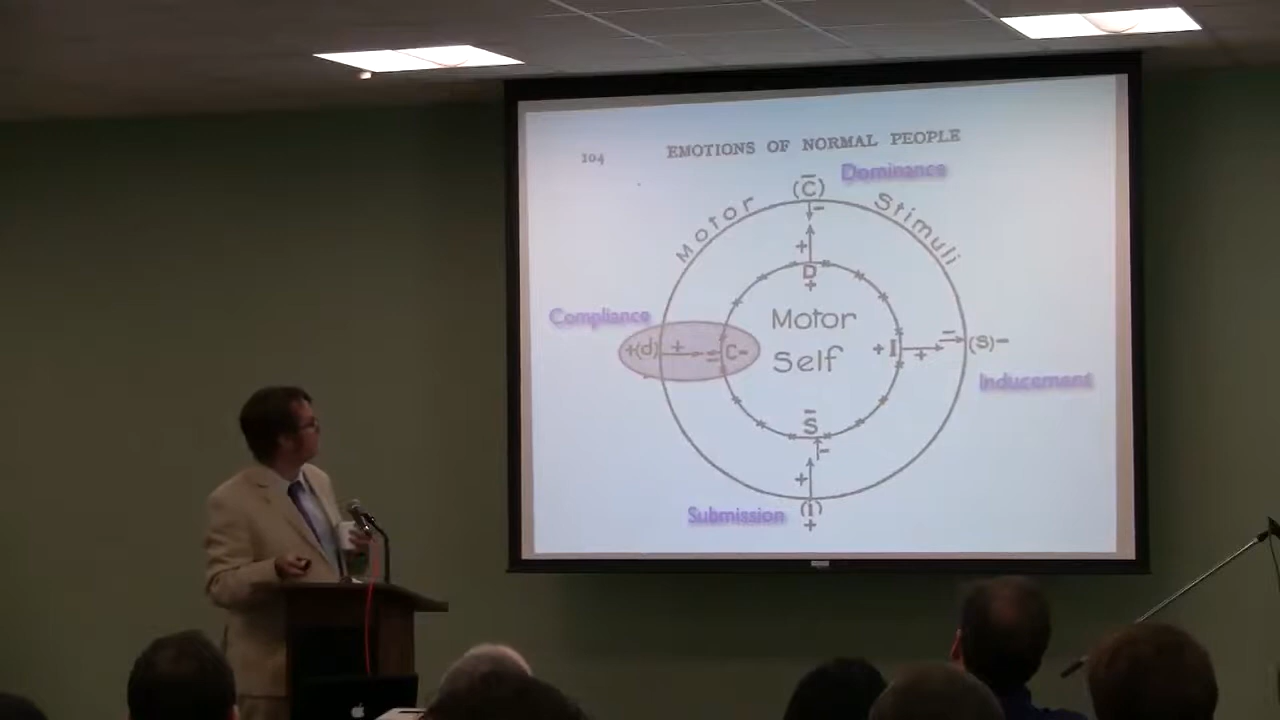 104 EMOTIONS OF NORMAL PEOPLE
Dominance
(C̄)
Motor Stimuli
-
+
D
+
Compliance
Motor
Self
+(d) + - = C-
+I + - (S)-
Inducement
S̄
-
+
Submission
(I)
+